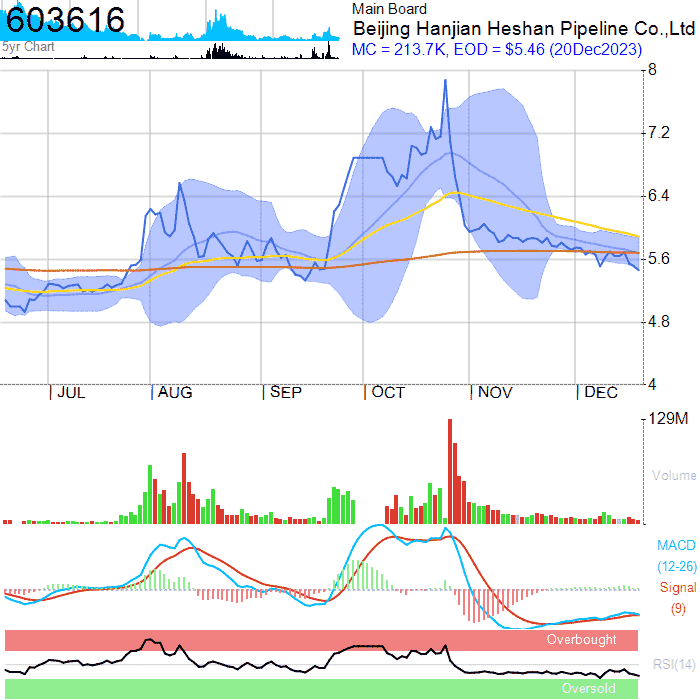 603616
5yr Chart
Main Board
Beijing Hanjian Heshan Pipeline Co.,Ltd
MC = 213.7K, EOD = $5.46 (20Dec2023)
8
7.2
6.4
5.6
4.8
4
JUL AUG SEP OCT NOV DEC
129M
Volume
MACD
(12-26)
Signal
(9)
Overbought
RSI(14)
Oversold